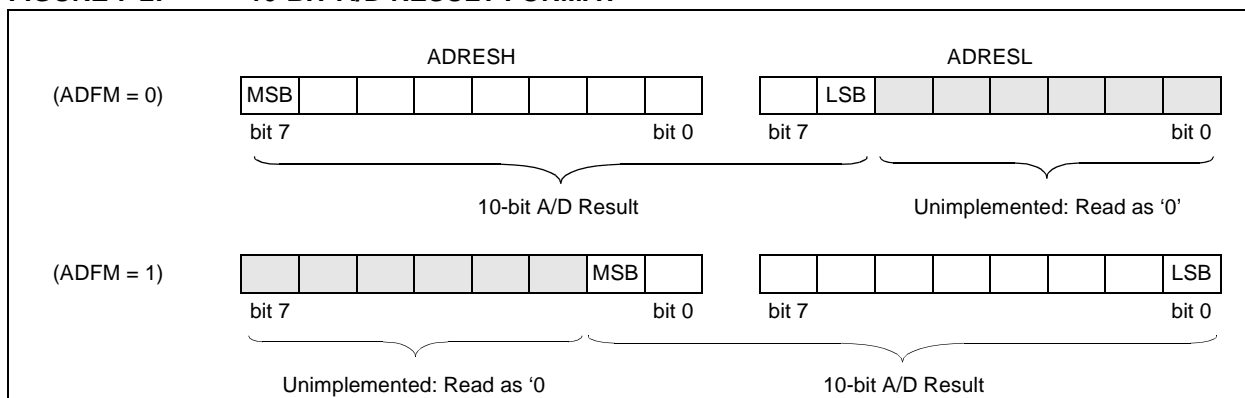 ADRESH ADRESL
(ADFM = 0) MSB LSB
bit 7 bit 0 bit 7 bit 0
10-bit A/D Result Unimplemented: Read as ‘0’
(ADFM = 1) MSB LSB
bit 7 bit 0 bit 7 bit 0
Unimplemented: Read as ‘0 10-bit A/D Result